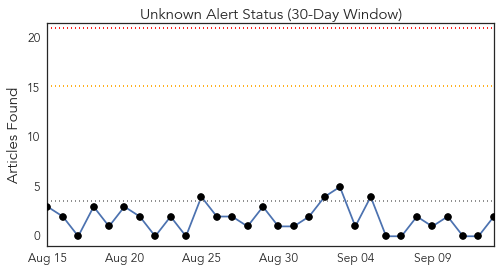 Unknown Alert Status (30-Day Window)
Articles Found
20
15
10
5
0
Aug 15 Aug 20 Aug 25 Aug 30 Sep 04 Sep 09